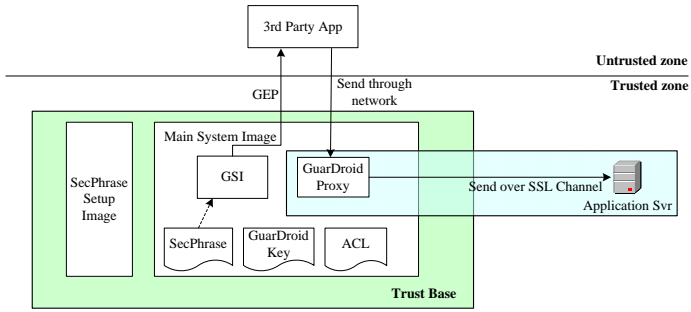 3rd Party App
Untrusted zone
Trusted zone
GEP
Send through
network
Main System Image
SecPhrase
Setup
Image
GSI
GuarDroid
Proxy
Send over SSL Channel
Application Svr
SecPhrase
GuarDroid
Key
ACL
Trust Base